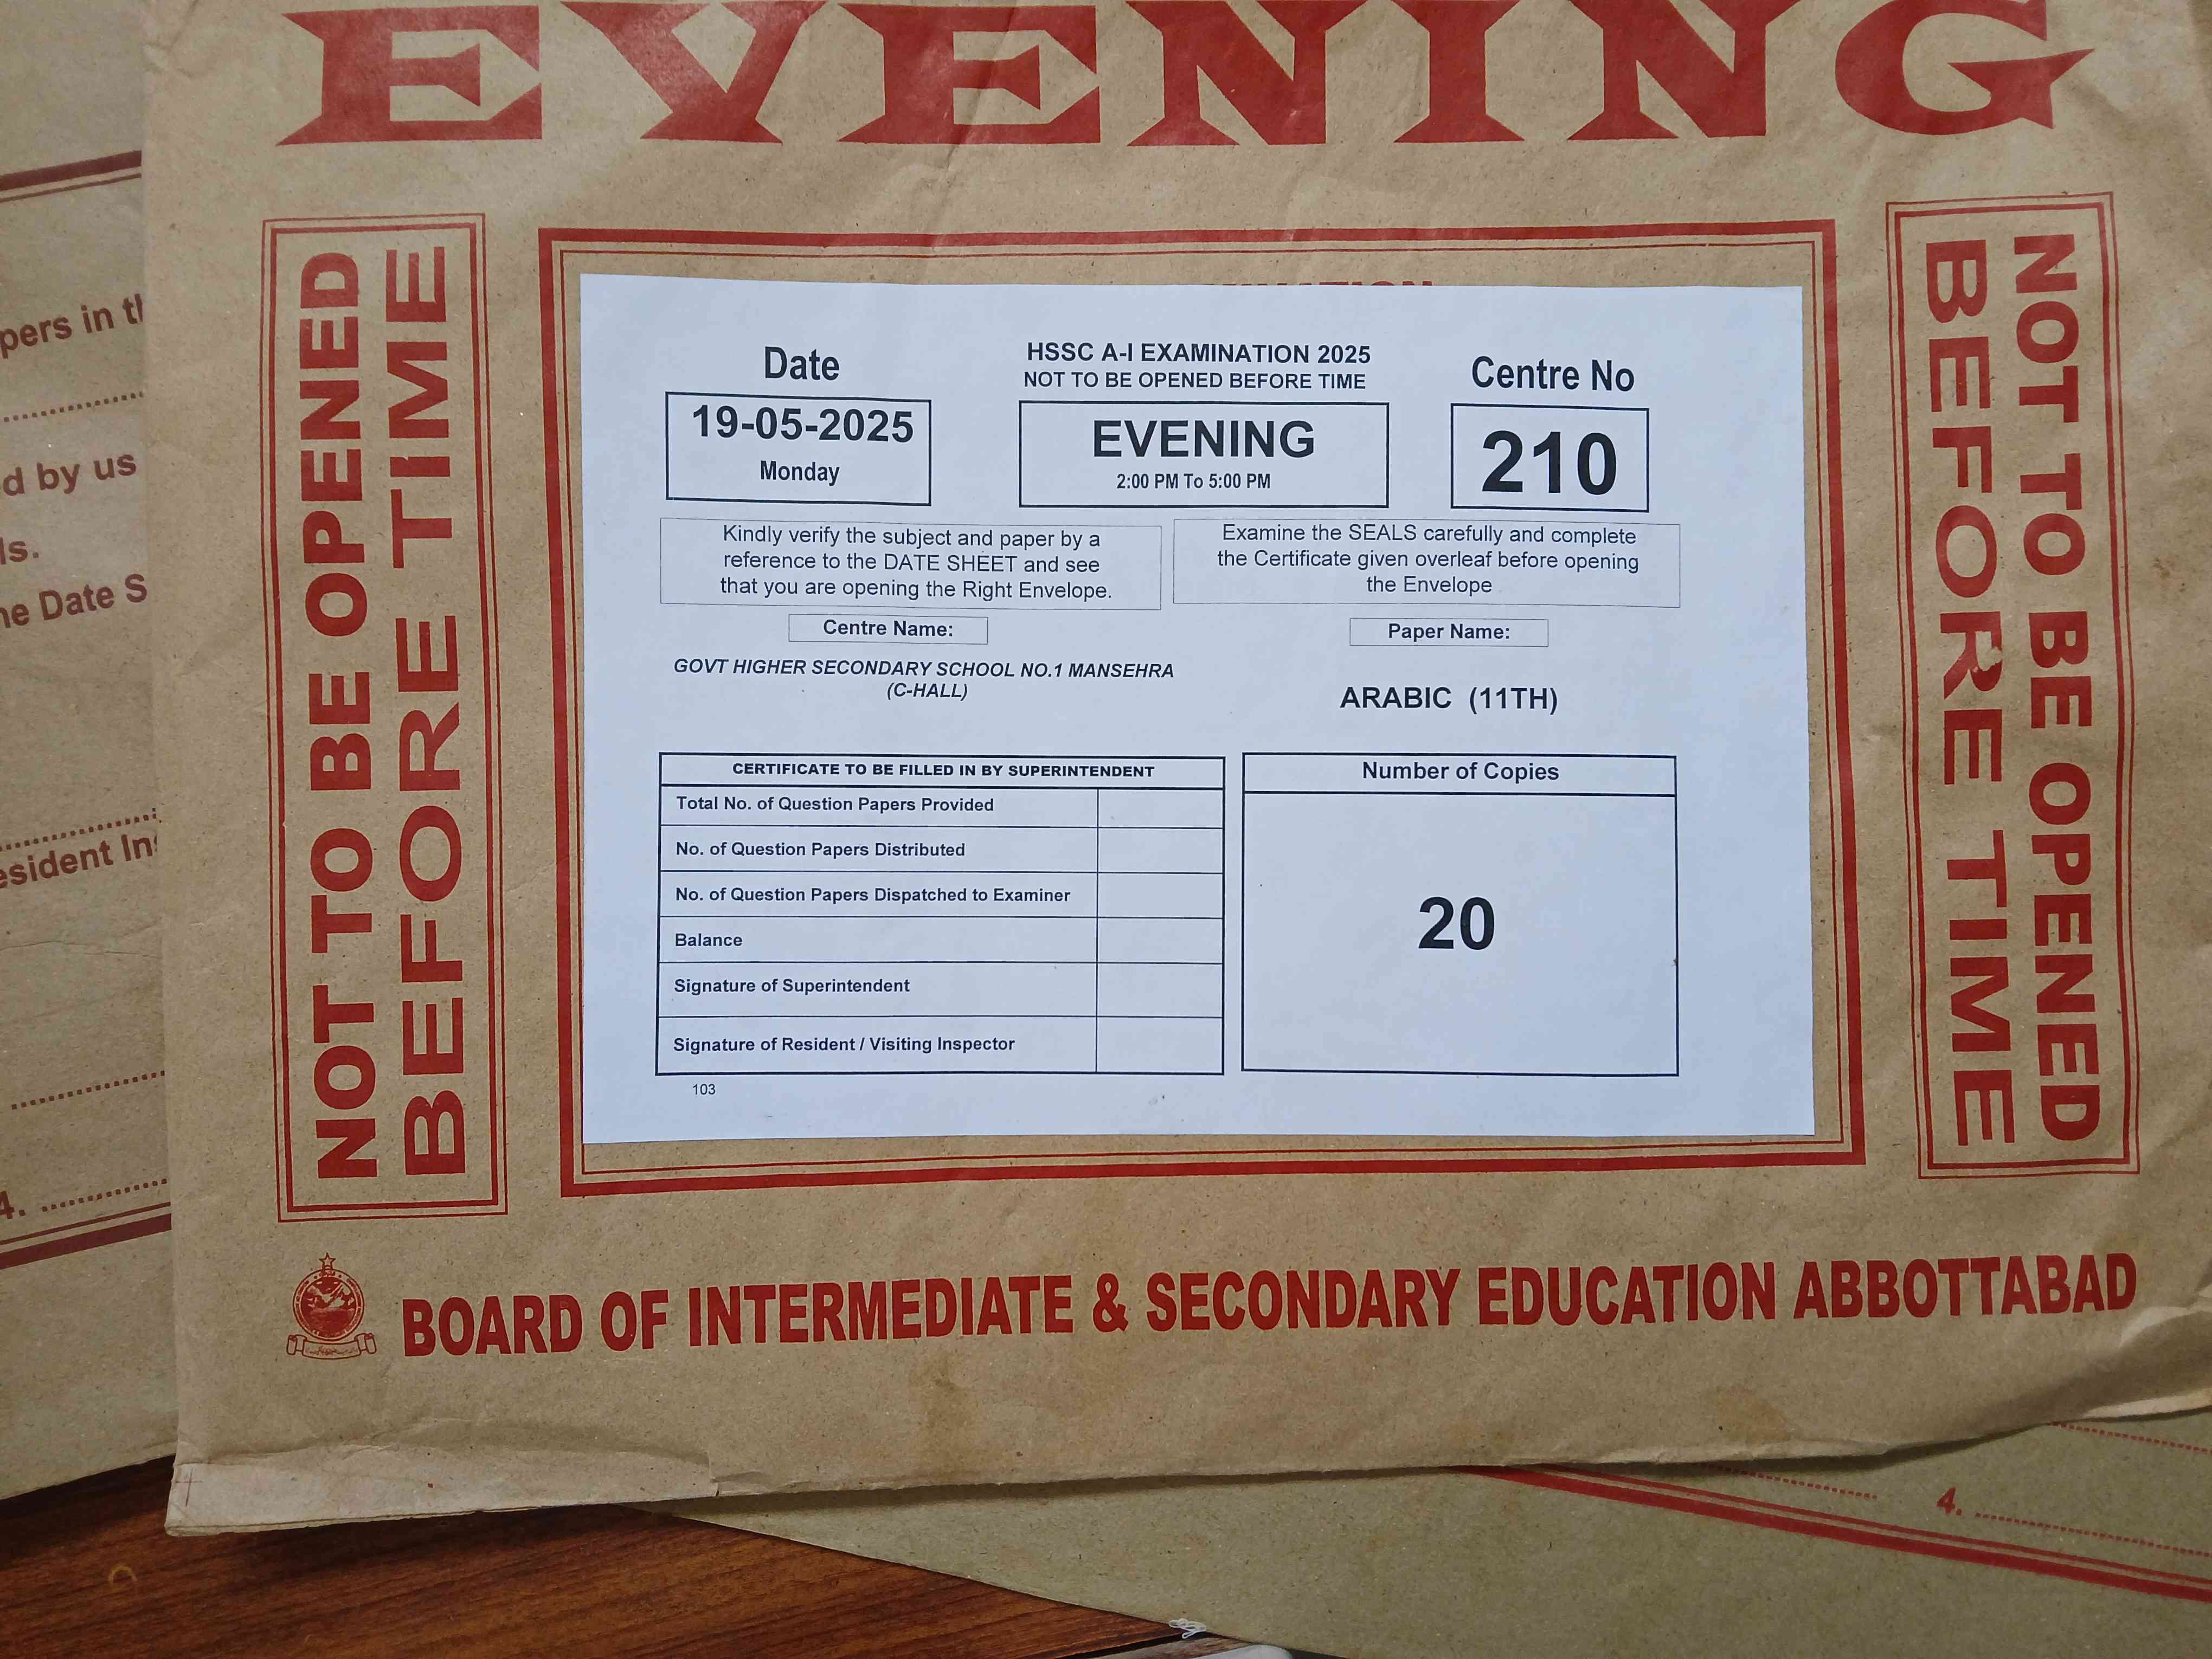 EVENING
NOT TO BE OPENED
BEFORE TIME
NOT TO BE OPENED
BEFORE TIME
Date
19-05-2025
Monday
HSSC A-I EXAMINATION 2025
NOT TO BE OPENED BEFORE TIME
EVENING
2:00 PM To 5:00 PM
Centre No
210
Kindly verify the subject and paper by a
reference to the DATE SHEET and see
that you are opening the Right Envelope.
Examine the SEALS carefully and complete
the Certificate given overleaf before opening
the Envelope
Centre Name:
GOVT HIGHER SECONDARY SCHOOL NO.1 MANSEHRA
(C-HALL)
Paper Name:
ARABIC (11TH)
CERTIFICATE TO BE FILLED IN BY SUPERINTENDENT
Total No. of Question Papers Provided
No. of Question Papers Distributed
No. of Question Papers Dispatched to Examiner
Balance
Signature of Superintendent
Signature of Resident / Visiting Inspector
Number of Copies
20
103
BOARD OF INTERMEDIATE & SECONDARY EDUCATION ABBOTTABAD
pers in
d by us
ls.
Date S
4.
4.